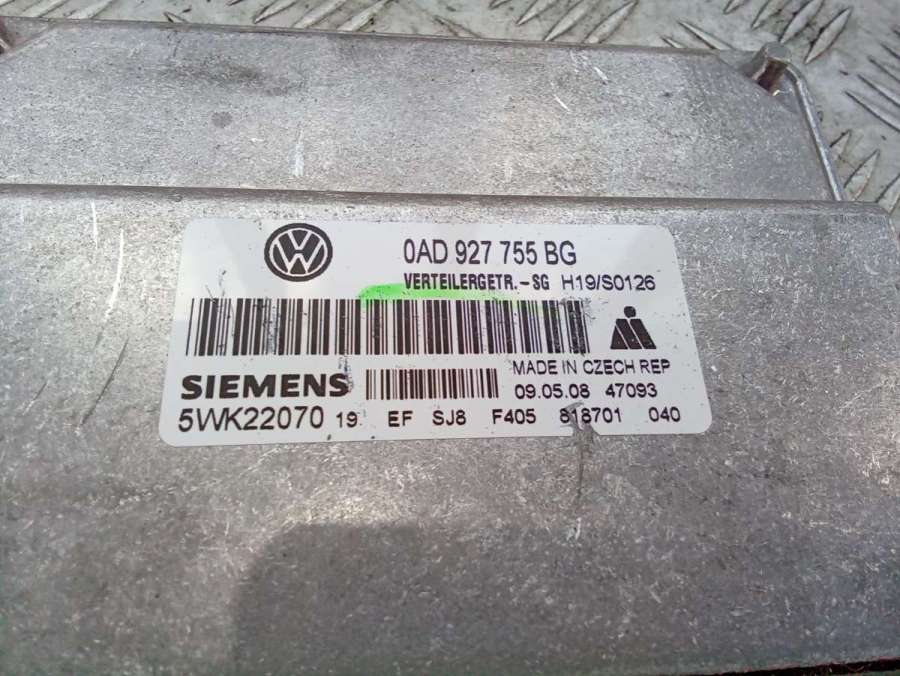 0AD 927 755 BG
VERTEILERGETR.-SG H19/S0126
MADE IN CZECH REP
SIEMENS 09.05.08 47093
5WK22070 19. EF SJ8 F405 818701 040